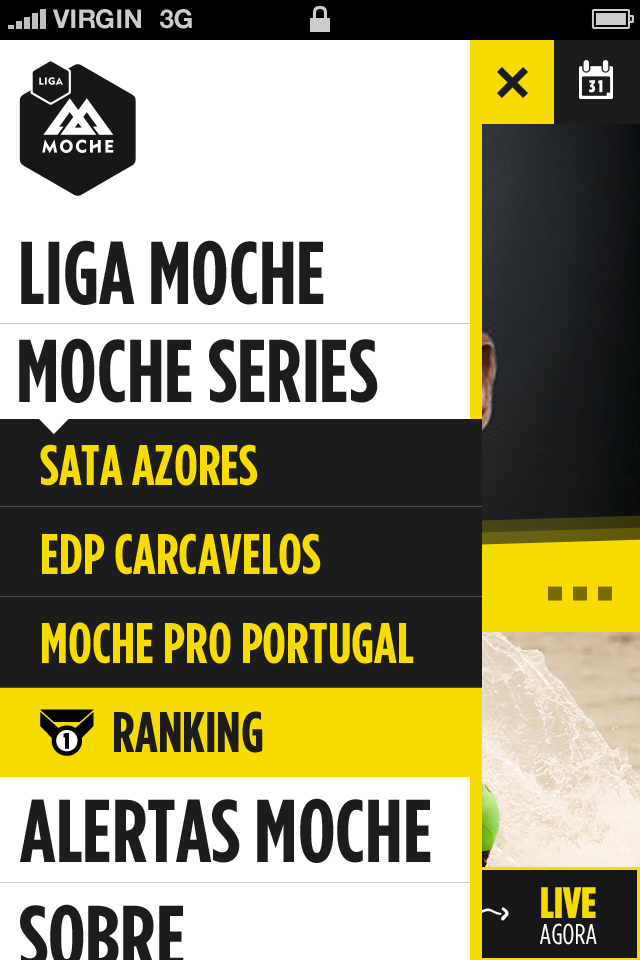 VIRGIN 3G
31
LIGA
MOCHE
LIGA MOCHE
MOCHE SERIES
SATA AZORES
EDP CARCAVELOS
MOCHE PRO PORTUGAL
1 RANKING
ALERTAS MOCHE
SOBRE
LIVE
AGORA